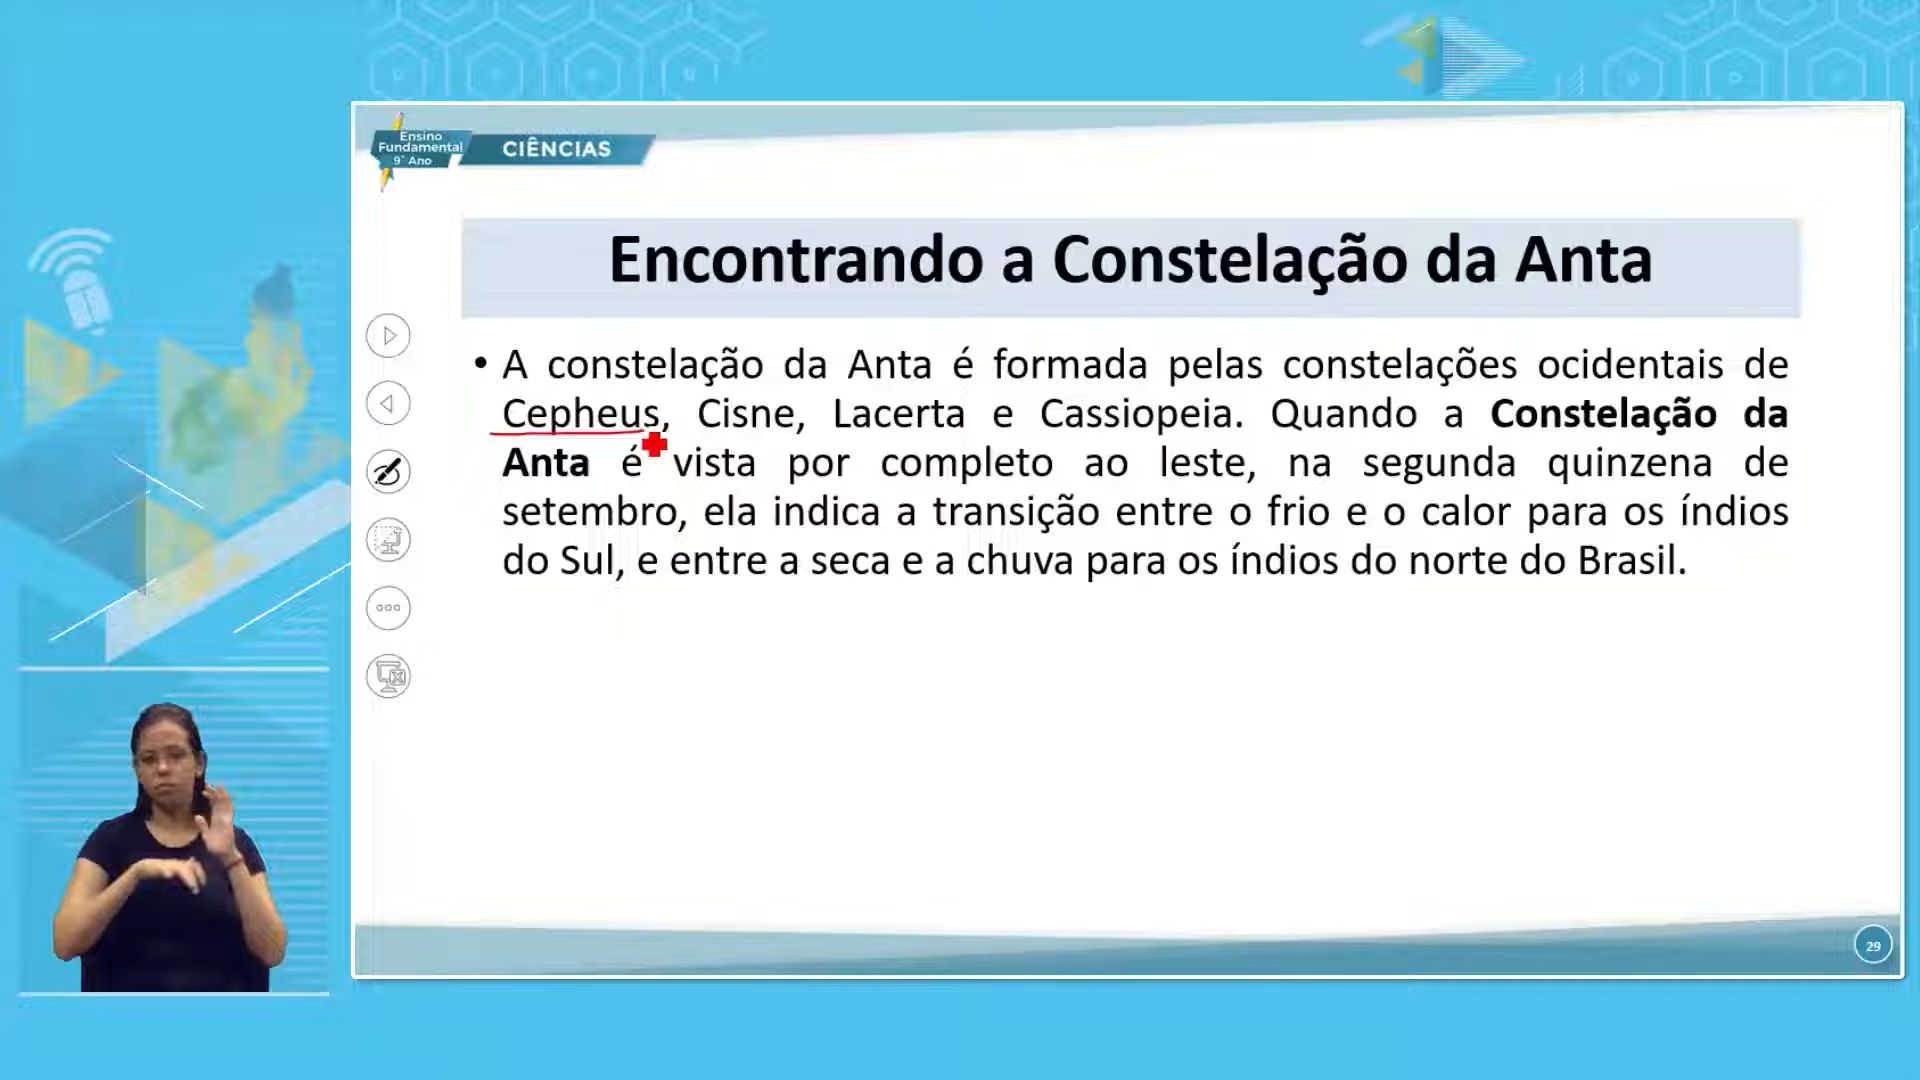 Ensino
Fundamental
9° Ano
CIÊNCIAS
Encontrando a Constelação da Anta
• A constelação da Anta é formada pelas constelações ocidentais de
Cepheus, Cisne, Lacerta e Cassiopeia. Quando a Constelação da
Anta é vista por completo ao leste, na segunda quinzena de
setembro, ela indica a transição entre o frio e o calor para os índios
do Sul, e entre a seca e a chuva para os índios do norte do Brasil.
29